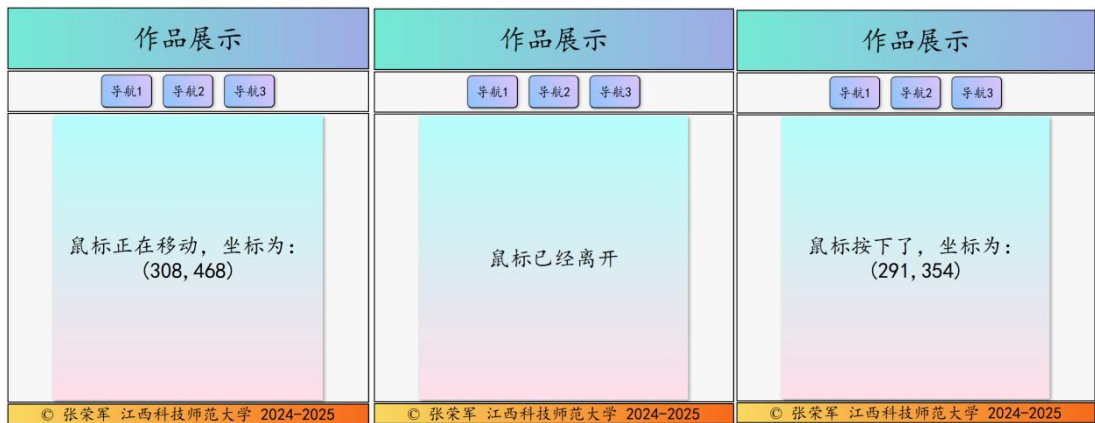 作品展示
导航1 导航2 导航3
鼠标正在移动，坐标为：
(308,468)
© 张荣军 江西科技师范大学 2024-2025
作品展示
导航1 导航2 导航3
鼠标已经离开
© 张荣军 江西科技师范大学 2024-2025
作品展示
导航1 导航2 导航3
鼠标按下了，坐标为：
(291,354)
© 张荣军 江西科技师范大学 2024-2025